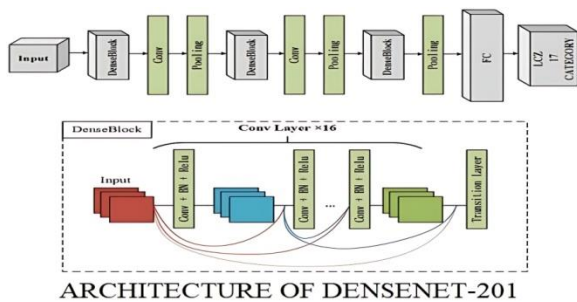 Input
DenseBlock
Conv
Pooling
DenseBlock
Conv
Pooling
DenseBlock
Pooling
FC
LCZ
17
CATEGORY
DenseBlock
Conv Layer ×16
Input
Conv + BN + Relu
Conv + BN + Relu
...
Conv + BN + Relu
Transition Layer
ARCHITECTURE OF DENSENET-201